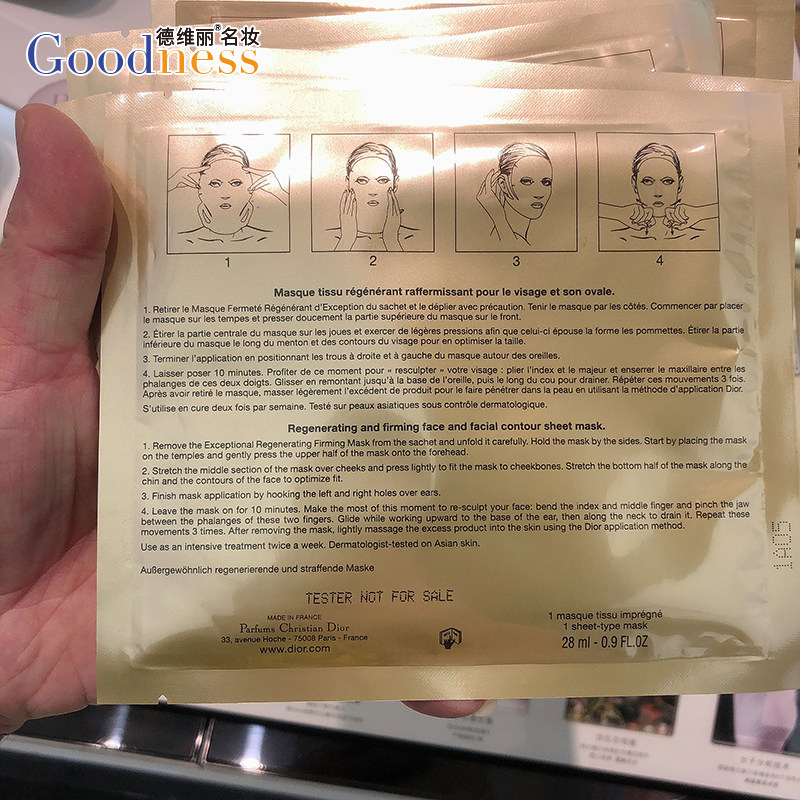 德维丽®名妆
Goodness
1
2
3
4
Masque tissu régénérant raffermissant pour le visage et son ovale.
1. Retirer le Masque Fermeté Régénérant d'Exception du sachet et le déplier avec précaution. Tenir le masque par les côtés. Commencer par placer
le masque sur les tempes et presser doucement la partie supérieure du masque sur le front.
2. Étirer la partie centrale du masque sur les joues et exercer de légères pressions afin que celui-ci épouse la forme les pommettes. Étirer la partie
inférieure du masque le long du menton et des contours du visage pour en optimiser la taille.
3. Terminer l'application en positionnant les trous à droite et à gauche du masque autour des oreilles.
4. Laisser poser 10 minutes. Profiter de ce moment pour « resculpter » votre visage : plier l'index et le majeur et enserrer le maxillaire entre les
phalanges de ces deux doigts. Glisser en remontant jusqu'à la base de l'oreille, puis le long du cou pour drainer. Répéter ces mouvements 3 fois.
Après avoir retiré le masque, masser légèrement l'excédent de produit pour le faire pénétrer dans la peau en utilisant la méthode d'application Dior.
S'utilise en cure deux fois par semaine. Testé sur peaux asiatiques sous contrôle dermatologique.
Regenerating and firming face and facial contour sheet mask.
1. Remove the Exceptional Regenerating Firming Mask from the sachet and unfold it carefully. Hold the mask by the sides. Start by placing the mask
on the temples and gently press the upper half of the mask onto the forehead.
2. Stretch the middle section of the mask over cheeks and press lightly to fit the mask to cheekbones. Stretch the bottom half of the mask along the
chin and the contours of the face to optimize fit.
3. Finish mask application by hooking the left and right holes over ears.
4. Leave the mask on for 10 minutes. Make the most of this moment to re-sculpt your face: bend the index and middle finger and pinch the jaw
between the phalanges of these two fingers. Glide while working upward to the base of the ear, then along the neck to drain it. Repeat these
movements 3 times. After removing the mask, lightly massage the excess product into the skin using the Dior application method.
Use as an intensive treatment twice a week. Dermatologist-tested on Asian skin.
Außergewöhnlich regenerierende und straffende Maske
TESTER NOT FOR SALE
MADE IN FRANCE
Parfums Christian Dior
33, avenue Hoche - 75008 Paris - France
www.dior.com
1 masque tissu imprégné
1 sheet-type mask
28 ml - 0.9 FL.OZ
1A05